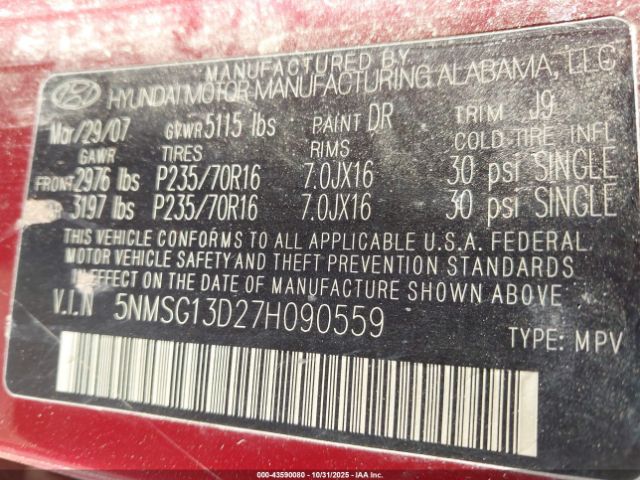 MANUFACTURED BY
HYUNDAI MOTOR MANUFACTURING ALABAMA, LLC
Mar/29/07 GVWR 5115 lbs PAINT DR TRIM J9
GAWR TIRES RIMS COLD TIRE INFL
FRONT 2976 lbs P235/70R16 7.0JX16 30 psi SINGLE
3197 lbs P235/70R16 7.0JX16 30 psi SINGLE
THIS VEHICLE CONFORMS TO ALL APPLICABLE U.S.A. FEDERAL
MOTOR VEHICLE SAFETY AND THEFT PREVENTION STANDARDS
IN EFFECT ON THE DATE OF MANUFACTURE SHOWN ABOVE.
V.I.N 5NMSG13D27H090559
TYPE: MPV
000-43590080 - 10/31/2025 - IAAI.com